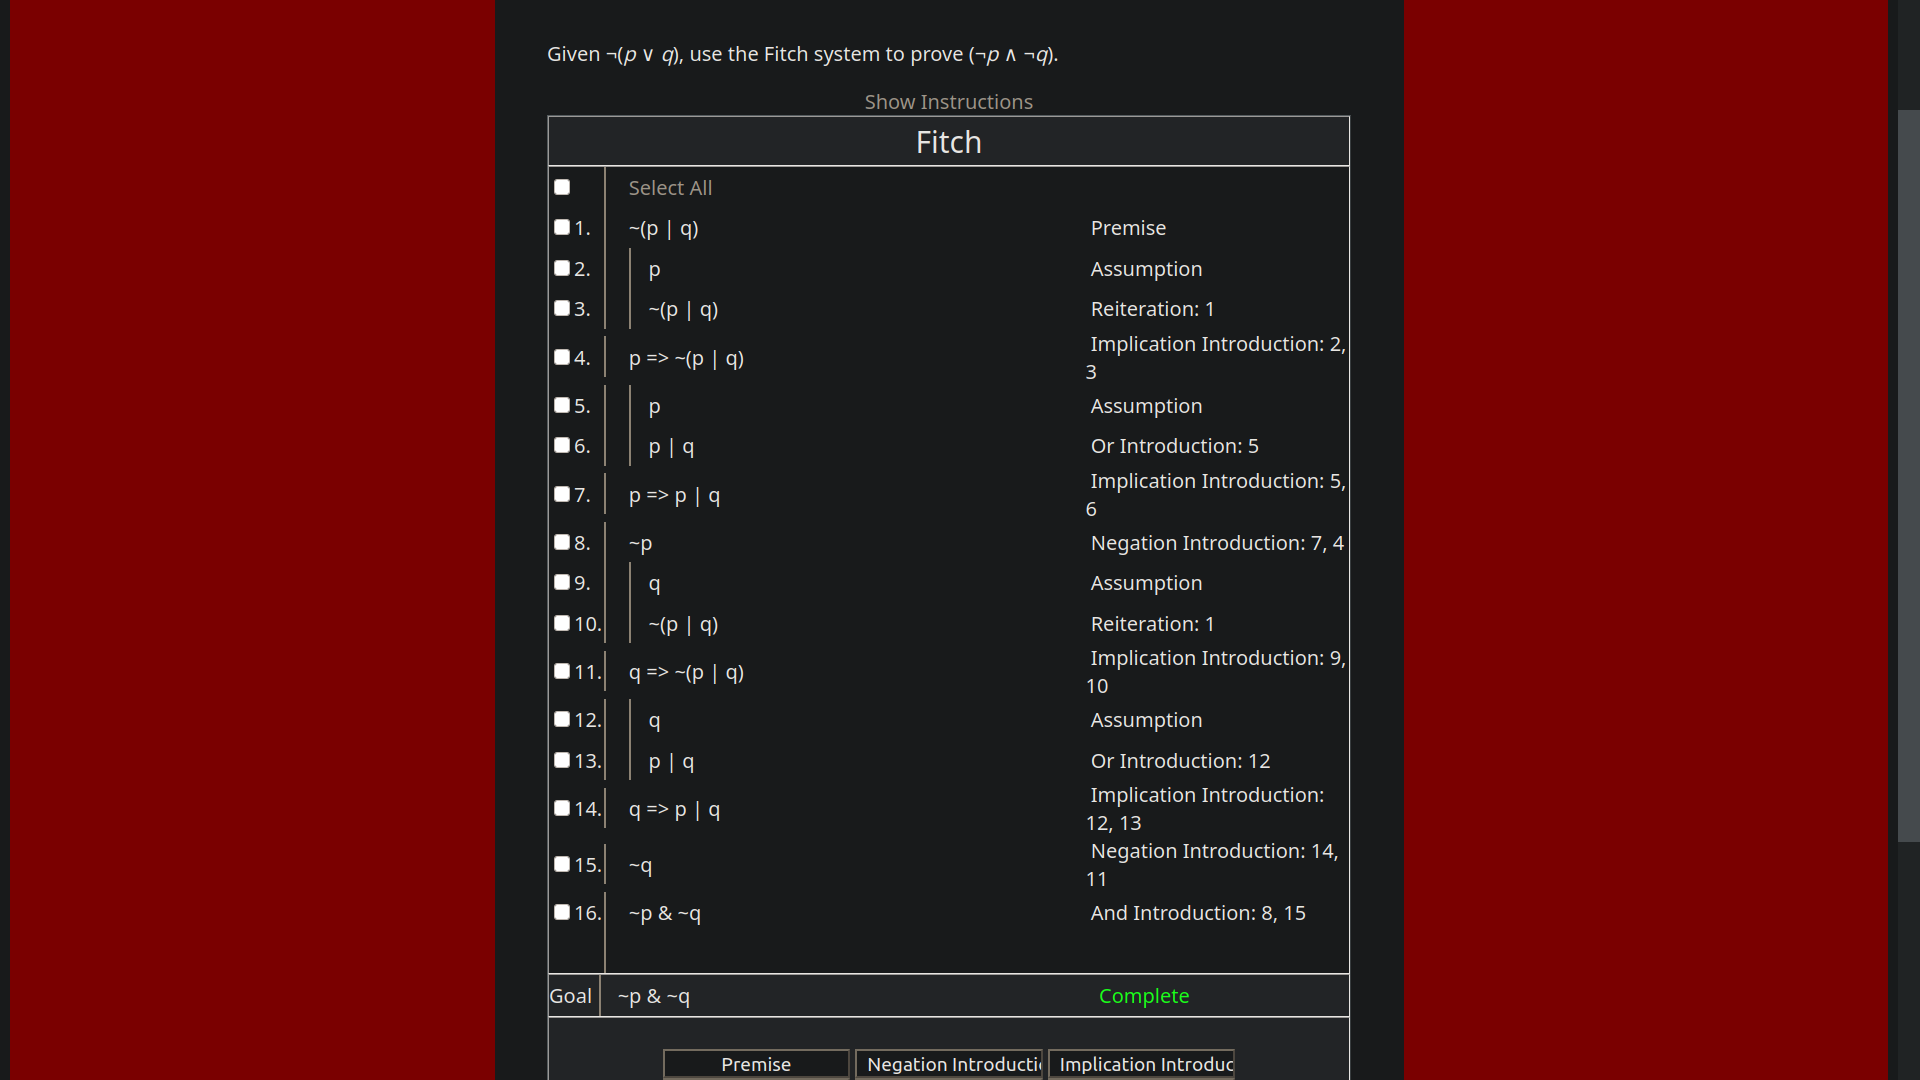 Given ¬(p ∨ q), use the Fitch system to prove (¬p ∧ ¬q).
Show Instructions
Fitch
Select All
1. ~(p | q) Premise
2. p Assumption
3. ~(p | q) Reiteration: 1
4. p => ~(p | q) Implication Introduction: 2,
3
5. p Assumption
6. p | q Or Introduction: 5
7. p => p | q Implication Introduction: 5,
6
8. ~p Negation Introduction: 7, 4
9. q Assumption
10. ~(p | q) Reiteration: 1
11. q => ~(p | q) Implication Introduction: 9,
10
12. q Assumption
13. p | q Or Introduction: 12
14. q => p | q Implication Introduction:
12, 13
15. ~q Negation Introduction: 14,
11
16. ~p & ~q And Introduction: 8, 15
Goal ~p & ~q Complete
Premise Negation Introducti Implication Introduc